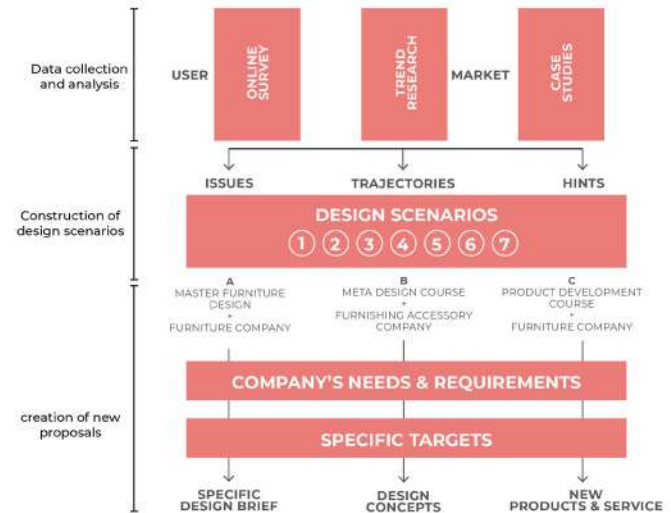 Data collection
and analysis
USER
ONLINE
SURVEY
TREND
RESEARCH
MARKET
CASE
STUDIES
Construction of
design scenarios
ISSUES
TRAJECTORIES
HINTS
DESIGN SCENARIOS
1 2 3 4 5 6 7
creation of new
proposals
A
MASTER FURNITURE
DESIGN
+
FURNITURE COMPANY
B
META DESIGN COURSE
+
FURNISHING ACCESSORY
COMPANY
C
PRODUCT DEVELOPMENT
COURSE
+
FURNITURE COMPANY
COMPANY'S NEEDS & REQUIREMENTS
SPECIFIC TARGETS
SPECIFIC
DESIGN BRIEF
DESIGN
CONCEPTS
NEW
PRODUCTS & SERVICE